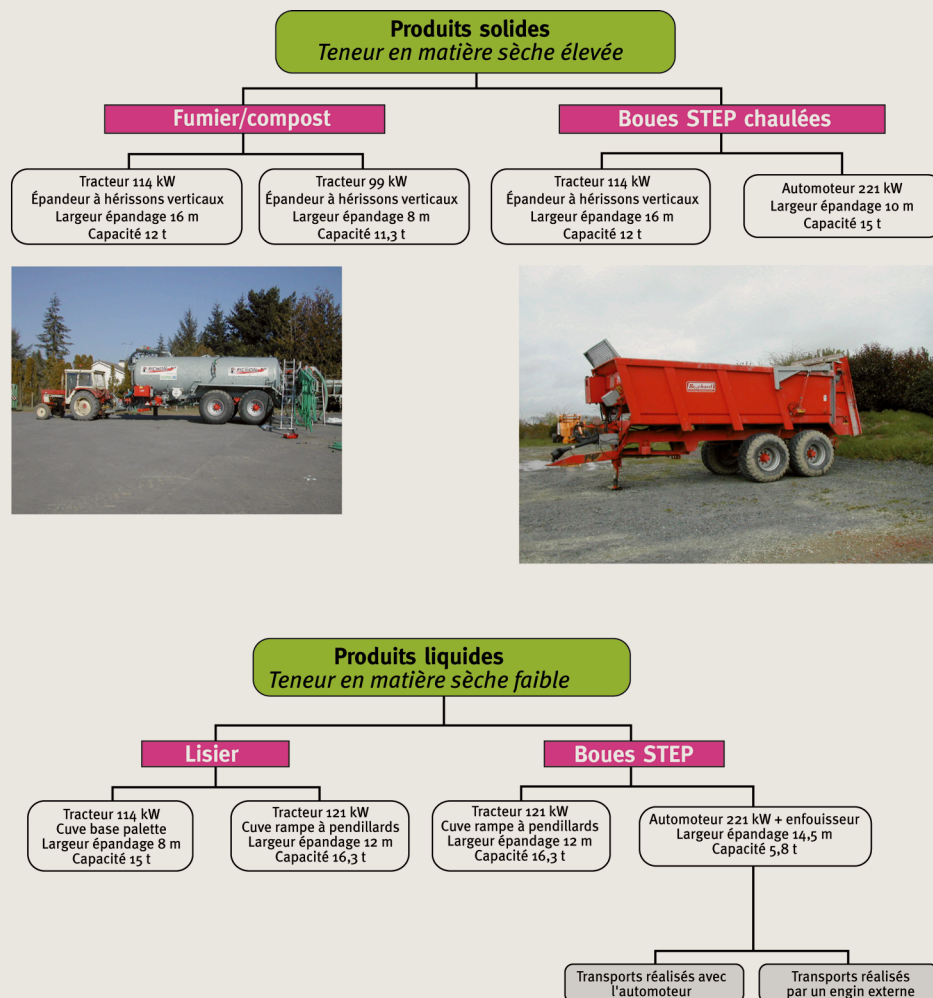 Produits solides
Teneur en matière sèche élevée
Fumier/compost
Boues STEP chaulées
Tracteur 114 kW
Épandeur à hérissons verticaux
Largeur épandage 16 m
Capacité 12 t
Tracteur 99 kW
Épandeur à hérissons verticaux
Largeur épandage 8 m
Capacité 11,3 t
Tracteur 114 kW
Épandeur à hérissons verticaux
Largeur épandage 16 m
Capacité 12 t
Automoteur 221 kW
Largeur épandage 10 m
Capacité 15 t
Produits liquides
Teneur en matière sèche faible
Lisier
Boues STEP
Tracteur 114 kW
Cuve base palette
Largeur épandage 8 m
Capacité 15 t
Tracteur 121 kW
Cuve rampe à pendillards
Largeur épandage 12 m
Capacité 16,3 t
Tracteur 121 kW
Cuve rampe à pendillards
Largeur épandage 12 m
Capacité 16,3 t
Automoteur 221 kW + enfouisseur
Largeur épandage 14,5 m
Capacité 5,8 t
Transports réalisés avec
l'automoteur
Transports réalisés
par un engin externe